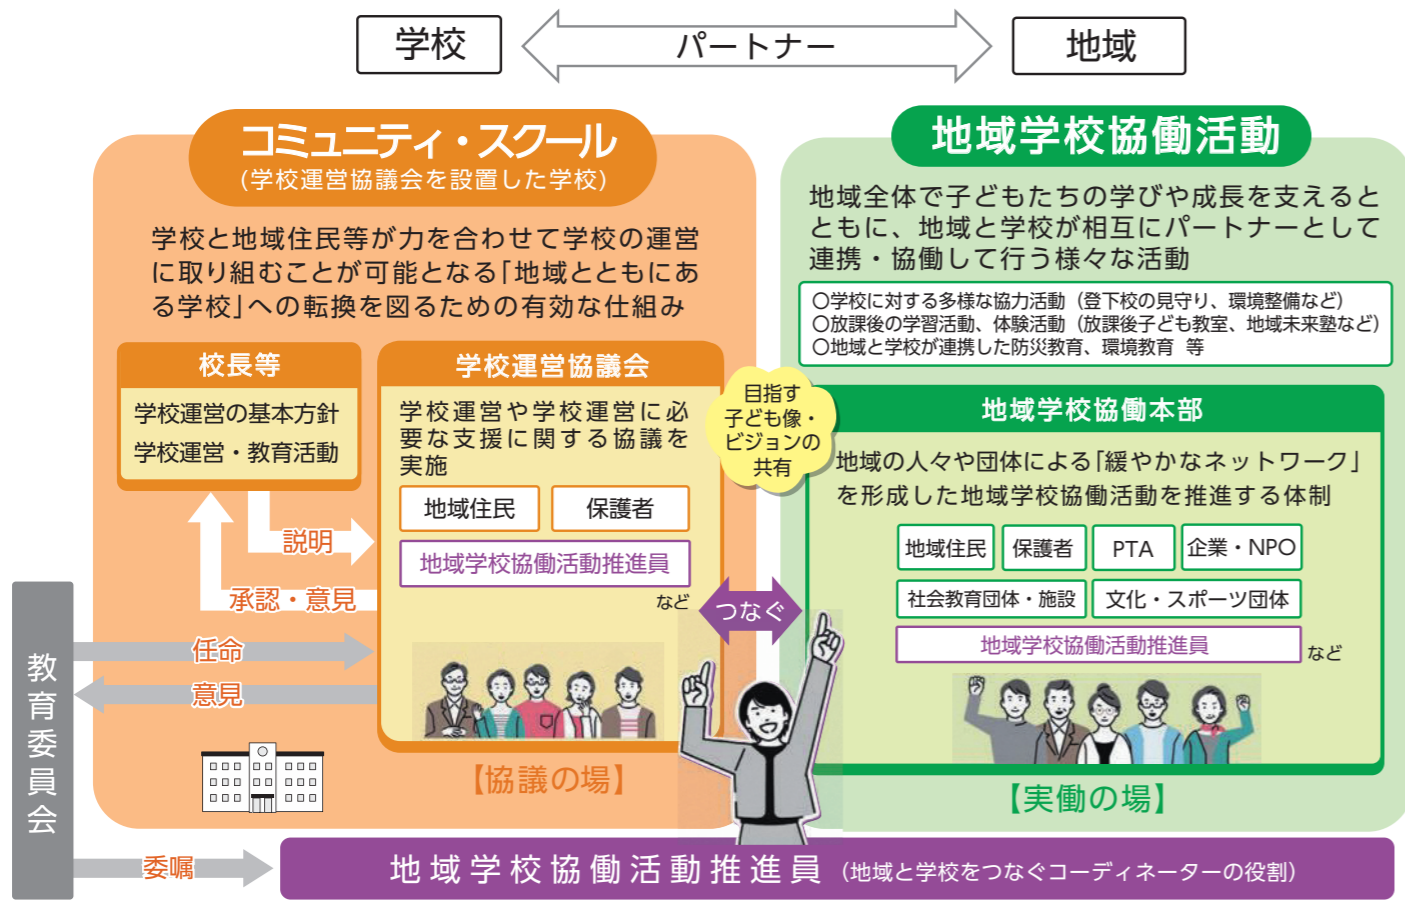 学校
パートナー
地域
コミュニティ・スクール
(学校運営協議会を設置した学校)
学校と地域住民等が力を合わせて学校の運営
に取り組むことが可能となる「地域とともにあ
る学校」への転換を図るための有効な仕組み
校長等
学校運営の基本方針
学校運営・教育活動
学校運営協議会
学校運営や学校運営に必
要な支援に関する協議を
実施
地域住民
保護者
地域学校協働活動推進員
など
説明
承認・意見
任命
意見
教育委員会
【協議の場】
目指す
子ども像・
ビジョンの
共有
つなぐ
地域学校協働活動
地域全体で子どもたちの学びや成長を支えると
ともに、地域と学校が相互にパートナーとして
連携・協働して行う様々な活動
○学校に対する多様な協力活動（登下校の見守り、環境整備など）
○放課後の学習活動、体験活動（放課後子ども教室、地域未来塾など）
○地域と学校が連携した防災教育、環境教育 等
地域学校協働本部
地域の人々や団体による「緩やかなネットワーク」
を形成した地域学校協働活動を推進する体制
地域住民
保護者
PTA
企業・NPO
社会教育団体・施設
文化・スポーツ団体
地域学校協働活動推進員
など
【実働の場】
委嘱
地域学校協働活動推進員（地域と学校をつなぐコーディネーターの役割）